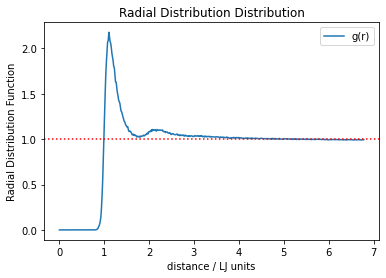 Radial Distribution Distribution
g(r)
Radial Distribution Function
2.0
1.5
1.0
0.5
0.0
0 1 2 3 4 5 6 7
distance / LJ units